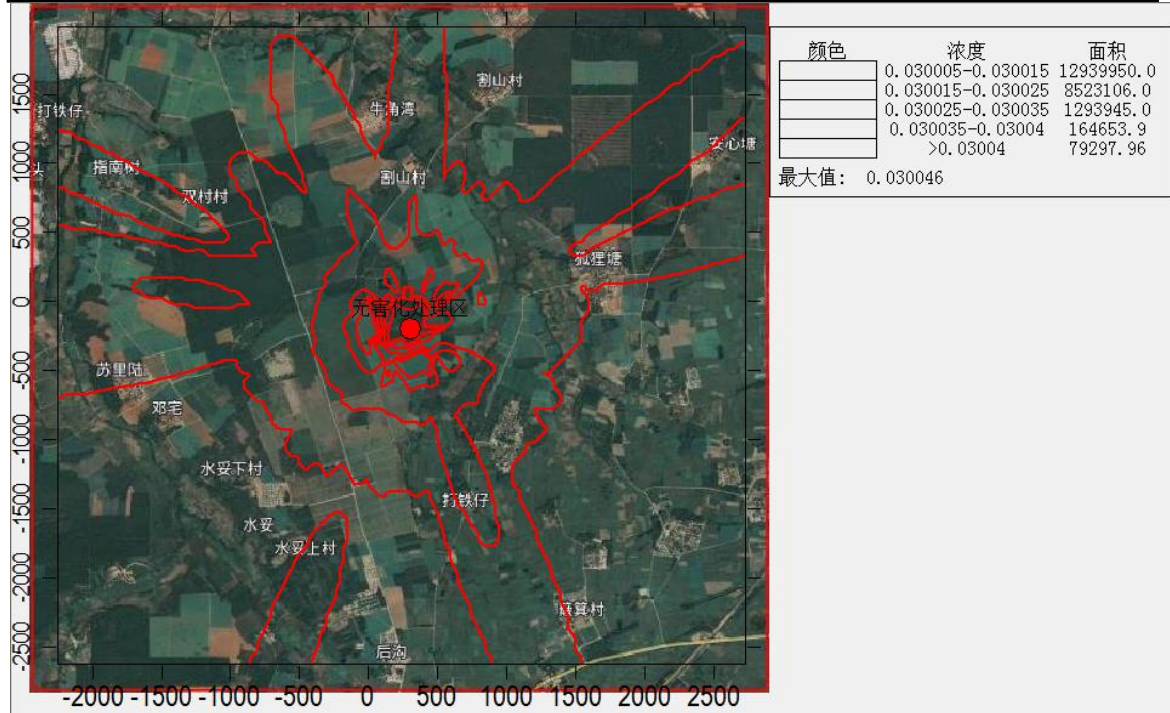 颜色 浓度 面积
0.030005-0.030015 12939950.0
0.030015-0.030025 8523106.0
0.030025-0.030035 1293945.0
0.030035-0.03004 164653.9
>0.03004 79297.96
最大值: 0.030046
割山村
打铁仔
牛角湾
安心塘
头
指南树
割山村
双村村
狐狸塘
无害化处理区
苏里陆
邓宅
水妥下村
打铁仔
水妥
水妥上村
簸箕村
后沟
1500
1000
500
0
-500
-1000
-1500
-2000
-2500
-2000 -1500 -1000 -500 0 500 1000 1500 2000 2500